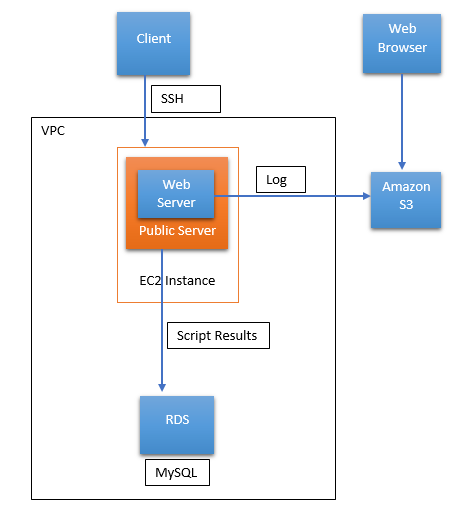 Client
Web
Browser
SSH
VPC
Web
Server
Public Server
Log
Amazon
S3
EC2 Instance
Script Results
RDS
MySQL